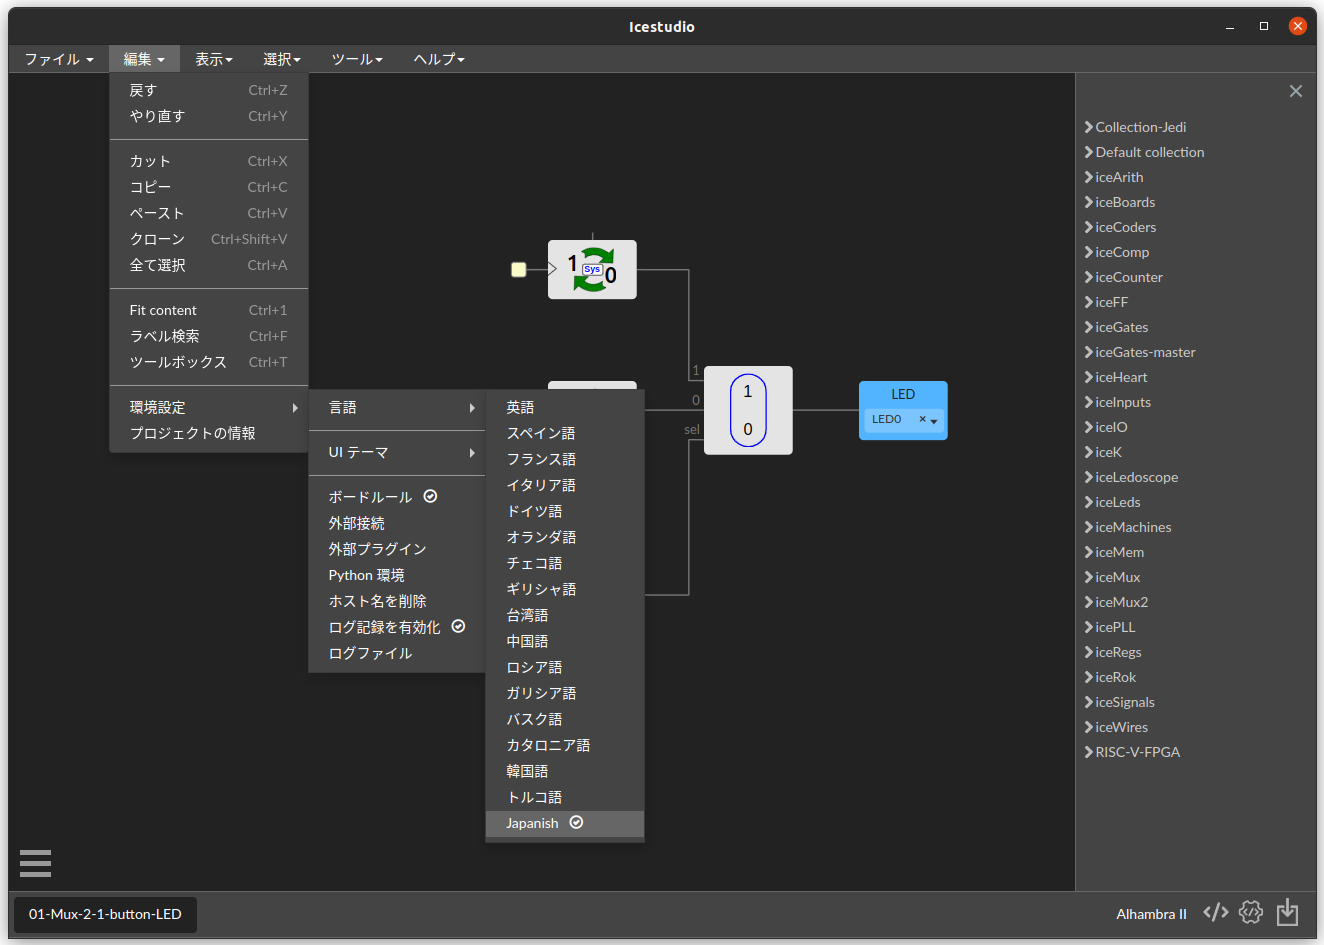 Icestudio
ファイル 編集 表示 選択 ツール ヘルプ
戻す Ctrl+Z
やり直す Ctrl+Y
カット Ctrl+X
コピー Ctrl+C
ペースト Ctrl+V
クローン Ctrl+Shift+V
全て選択 Ctrl+A
Fit content Ctrl+1
ラベル検索 Ctrl+F
ツールボックス Ctrl+T
環境設定
プロジェクトの情報
言語
UI テーマ
ボードルール
外部接続
外部プラグイン
Python 環境
ホスト名を削除
ログ記録を有効化
ログファイル
英語
スペイン語
フランス語
イタリア語
ドイツ語
オランダ語
チェコ語
ギリシャ語
台湾語
中国語
ロシア語
ガリシア語
バスク語
カタロニア語
韓国語
トルコ語
Japanish
1 Sys 0
1
0
sel
1
0
LED
LED0 ×
×
Collection-Jedi
Default collection
iceArith
iceBoards
iceCoders
iceComp
iceCounter
iceFF
iceGates
iceGates-master
iceHeart
iceInputs
iceIO
iceK
iceLedoscope
iceLeds
iceMachines
iceMem
iceMux
iceMux2
icePLL
iceRegs
iceRok
iceSignals
iceWires
RISC-V-FPGA
01-Mux-2-1-button-LED
Alhambra II